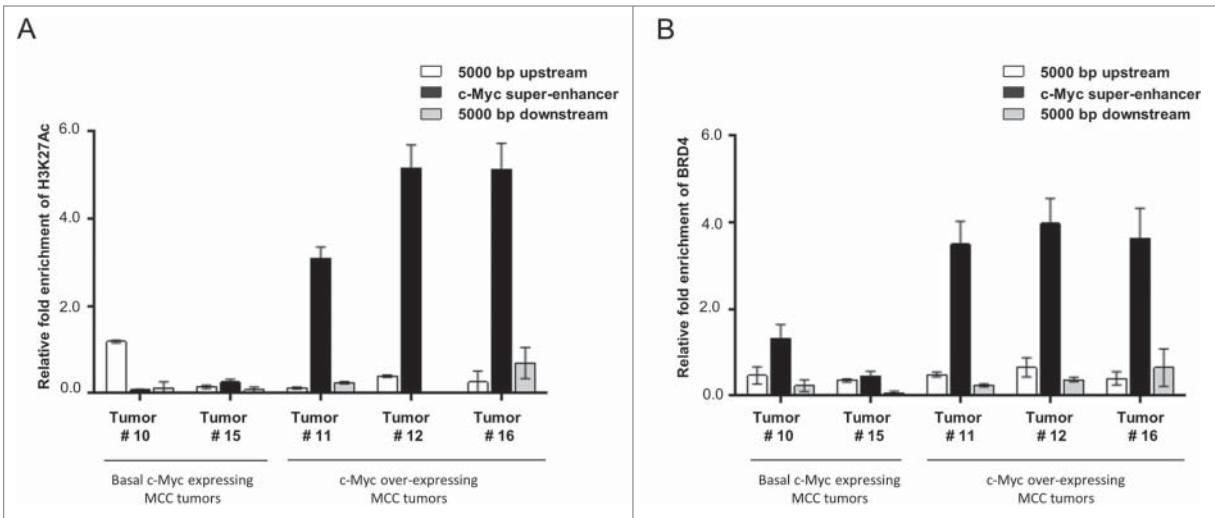 A
5000 bp upstream
c-Myc super-enhancer
5000 bp downstream
Relative fold enrichment of H3K27Ac
6.0
4.0
2.0
0.0
Tumor Tumor Tumor Tumor Tumor
# 10 # 15 # 11 # 12 # 16
Basal c-Myc expressing c-Myc over-expressing
MCC tumors MCC tumors
B
5000 bp upstream
c-Myc super-enhancer
5000 bp downstream
Relative fold enrichment of BRD4
6.0
4.0
2.0
0.0
Tumor Tumor Tumor Tumor Tumor
# 10 # 15 # 11 # 12 # 16
Basal c-Myc expressing c-Myc over-expressing
MCC tumors MCC tumors